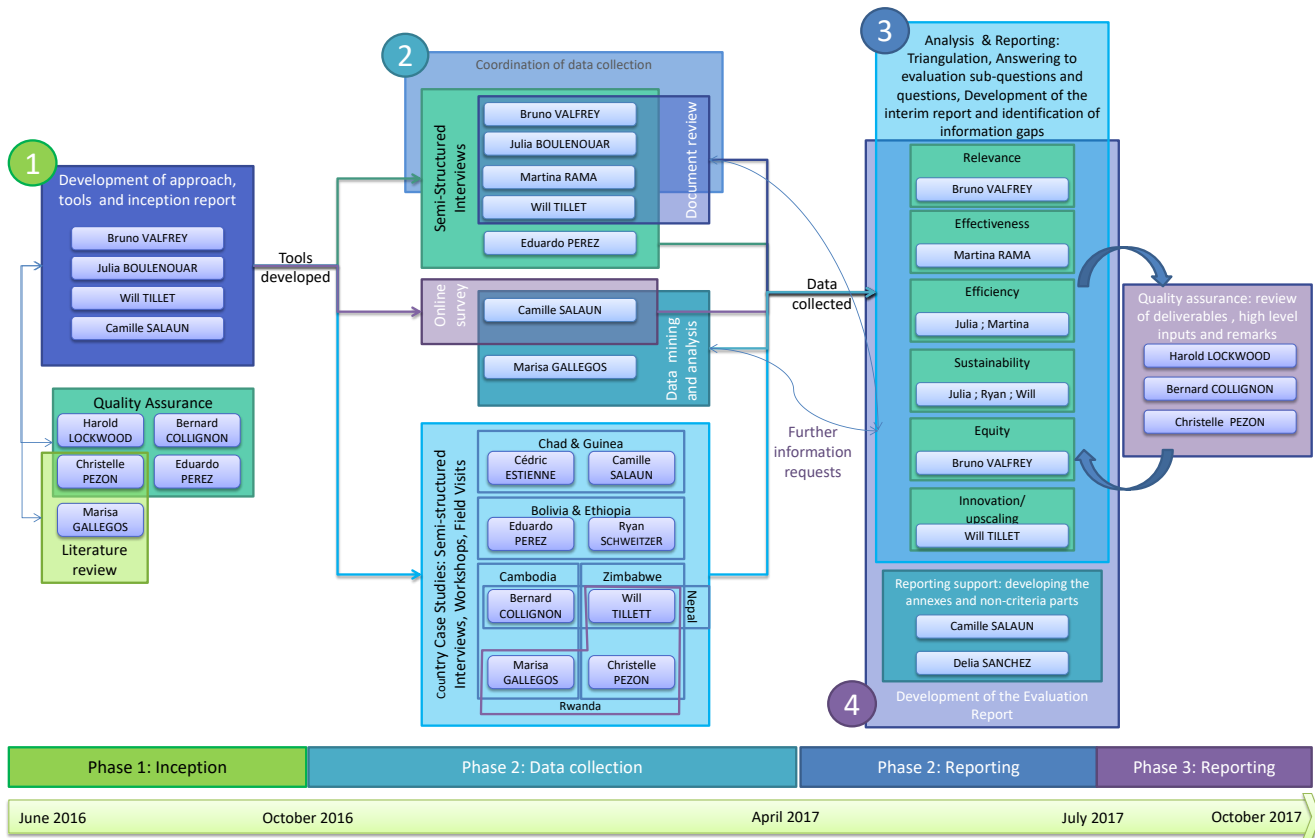 1
Development of approach,
tools and inception report
Bruno VALFREY
Julia BOULENOUAR
Will TILLET
Camille SALAUN
Quality Assurance
Harold
LOCKWOOD
Bernard
COLLIGNON
Christelle
PEZON
Eduardo
PEREZ
Marisa
GALLEGOS
Literature
review
Tools
developed
2
Coordination of data collection
Semi-Structured
Interviews
Bruno VALFREY
Julia BOULENOUAR
Martina RAMA
Will TILLET
Document review
Eduardo PEREZ
Online
survey
Camille SALAUN
Marisa GALLEGOS
Data mining
and analysis
Country Case Studies: Semi-structured
Interviews, Workshops, Field Visits
Chad & Guinea
Cédric
ESTIENNE
Camille
SALAUN
Bolivia & Ethiopia
Eduardo
PEREZ
Ryan
SCHWEITZER
Cambodia
Zimbabwe
Bernard
COLLIGNON
Will
TILLETT
Nepal
Marisa
GALLEGOS
Christelle
PEZON
Rwanda
Data
collected
Further
information
requests
3
Analysis & Reporting:
Triangulation, Answering to
evaluation sub-questions and
questions, Development of the
interim report and identification of
information gaps
Relevance
Bruno VALFREY
Effectiveness
Martina RAMA
Efficiency
Julia ; Martina
Sustainability
Julia ; Ryan ; Will
Equity
Bruno VALFREY
Innovation/
upscaling
Will TILLET
Reporting support: developing the
annexes and non-criteria parts
Camille SALAUN
Delia SANCHEZ
4
Development of the Evaluation
Report
Quality assurance: review
of deliverables , high level
inputs and remarks
Harold LOCKWOOD
Bernard COLLIGNON
Christelle PEZON
Phase 1: Inception
Phase 2: Data collection
Phase 2: Reporting
Phase 3: Reporting
June 2016
October 2016
April 2017
July 2017
October 2017